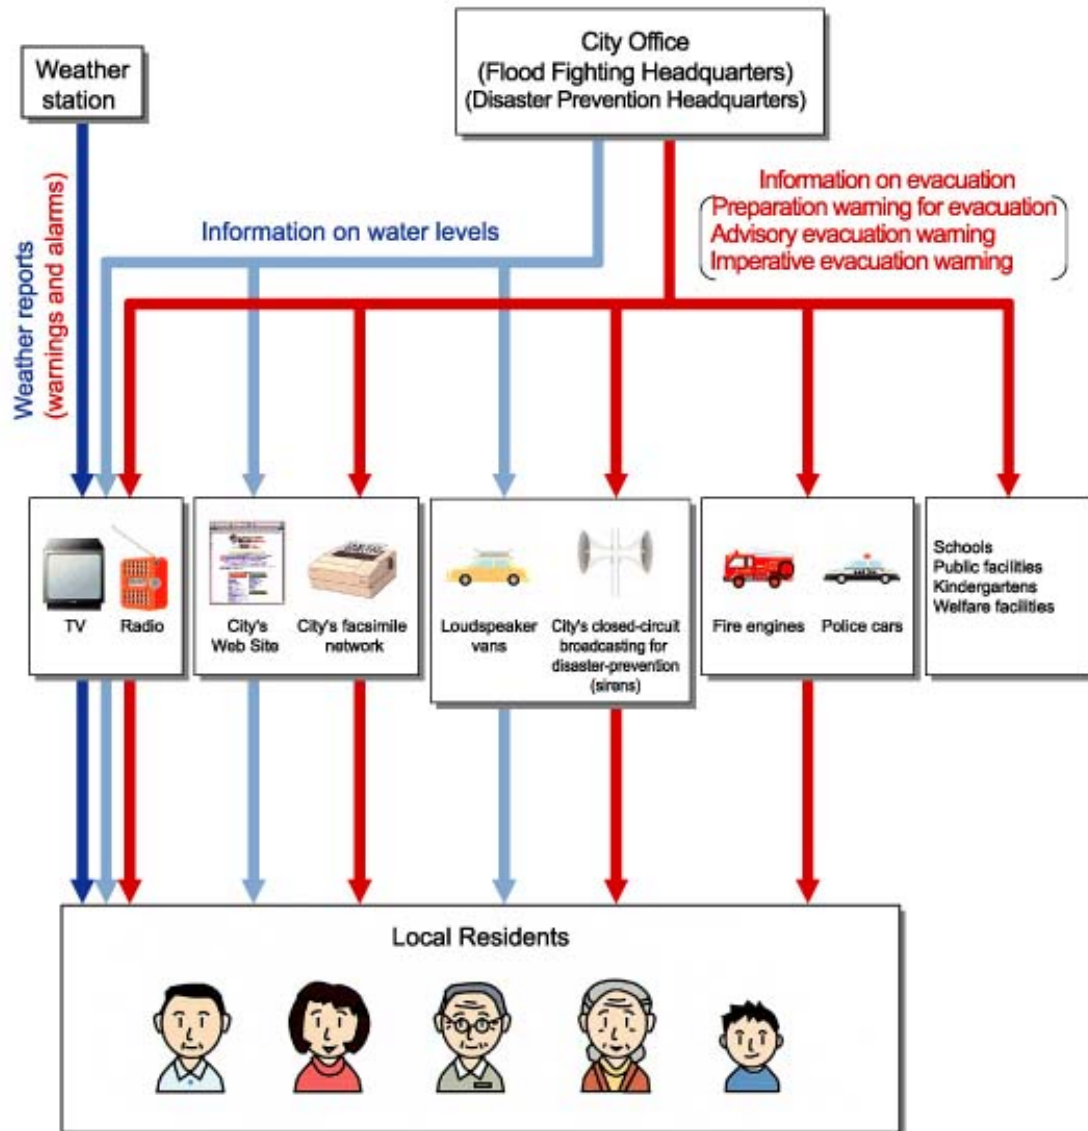 Weather
station
City Office
(Flood Fighting Headquarters)
(Disaster Prevention Headquarters)
Weather reports
(warnings and alarms)
Information on water levels
Information on evacuation
Preparation warning for evacuation
Advisory evacuation warning
Imperative evacuation warning
TV
Radio
City's
Web Site
City's facsimile
network
Loudspeaker
vans
City's closed-circuit
broadcasting for
disaster-prevention
(sirens)
Fire engines
Police cars
Schools
Public facilities
Kindergartens
Welfare facilities
Local Residents